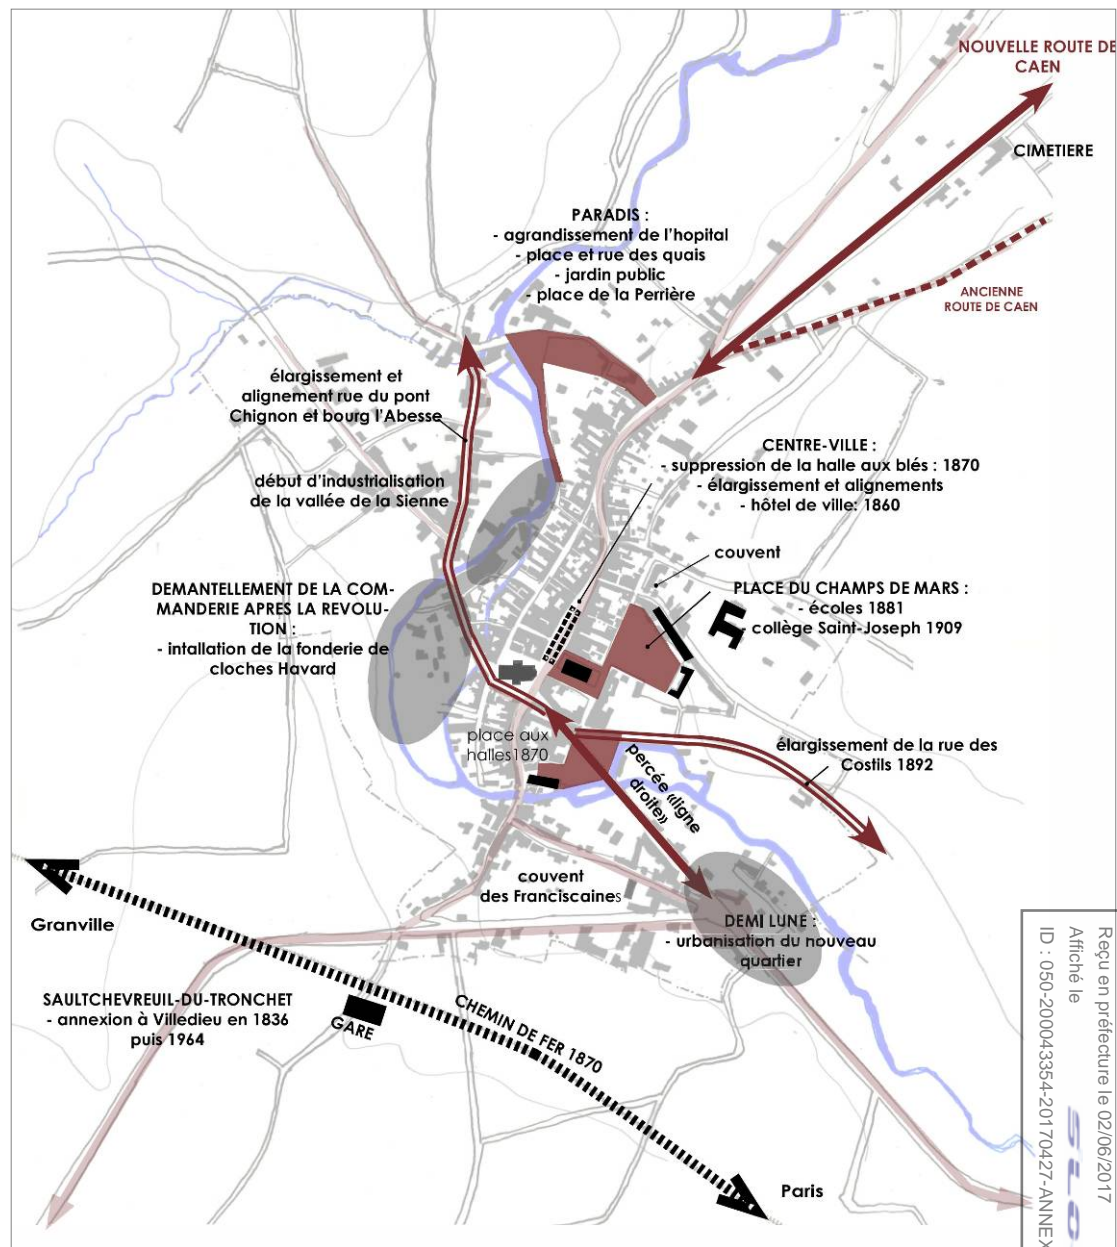 NOUVELLE ROUTE DE
CAEN
CIMETIERE
PARADIS :
- agrandissement de l'hopital
- place et rue des quais
- jardin public
- place de la Perrière
ANCIENNE
ROUTE DE CAEN
élargissement et
alignement rue du pont
Chignon et bourg l'Abesse
CENTRE-VILLE :
- suppression de la halle aux blés : 1870
- élargissement et alignements
- hôtel de ville: 1860
début d'industrialisation
de la vallée de la Sienne
couvent
DEMANTELLEMENT DE LA COM-
MANDERIE APRES LA REVOLU-
TION :
- intallation de la fonderie de
cloches Havard
PLACE DU CHAMPS DE MARS :
- écoles 1881
collège Saint-Joseph 1909
place aux
halles1870
percée «ligne
droite»
élargissement de la rue des
Costils 1892
couvent
des Franciscaines
DEMI LUNE :
- urbanisation du nouveau
quartier
Granville
SAULTCHEVREUIL-DU-TRONCHET
- annexion à Villedieu en 1836
puis 1964
GARE
CHEMIN DE FER 1870
Paris
Reçu en préfecture le 02/06/2017
Affiché le
SLO
ID : 050-200043354-20170427-ANNEX